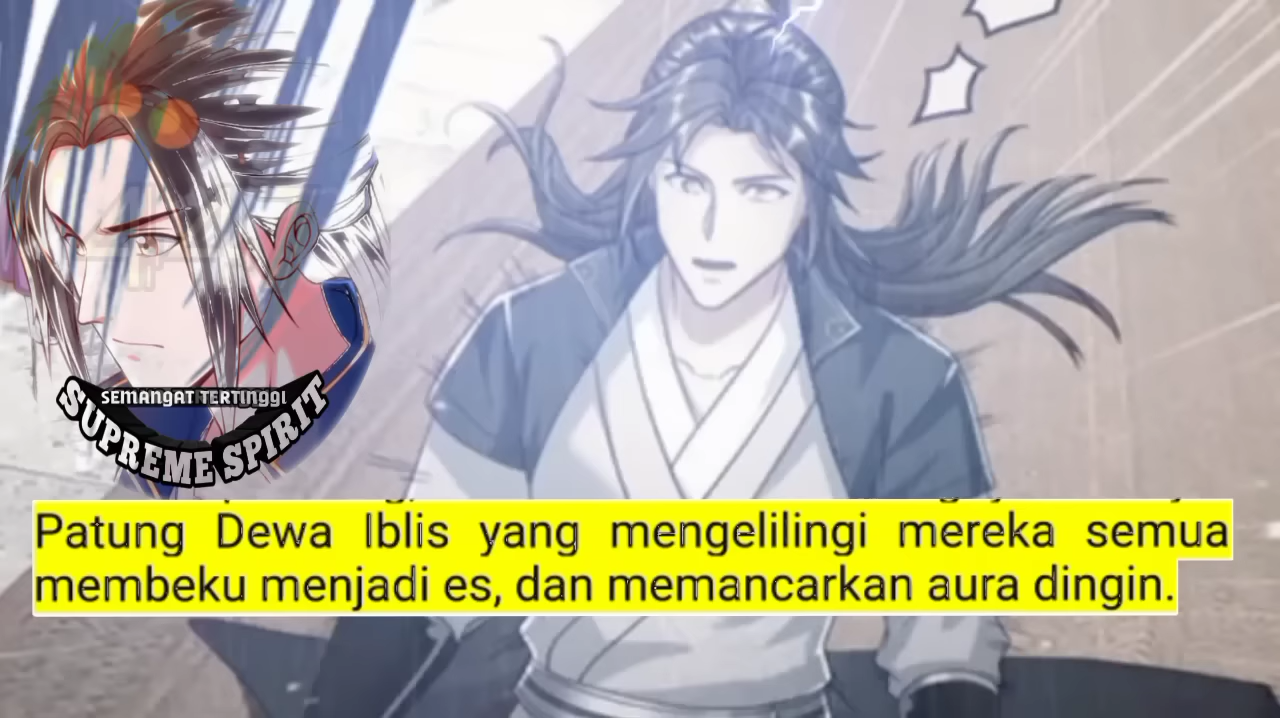 SEMANGAT TERTINGGI
SUPREME SPIRIT
Patung Dewa Iblis yang mengelilingi mereka semua
membeku menjadi es, dan memancarkan aura dingin.